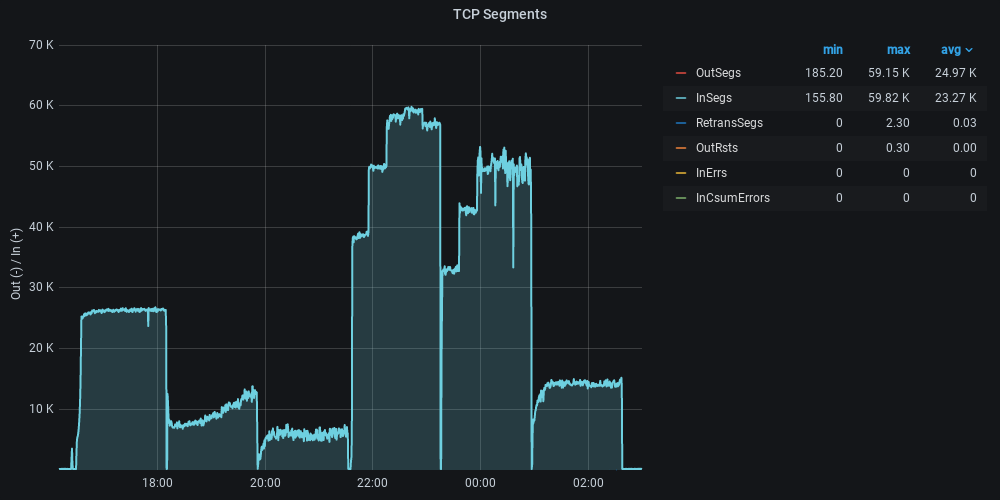 TCP Segments
70 K
60 K
50 K
40 K
30 K
20 K
10 K
Out (-) / In (+)
18:00 20:00 22:00 00:00 02:00
min max avg
OutSegs 185.20 59.15 K 24.97 K
InSegs 155.80 59.82 K 23.27 K
RetransSegs 0 2.30 0.03
OutRsts 0 0.30 0.00
InErrs 0 0 0
InCsumErrors 0 0 0